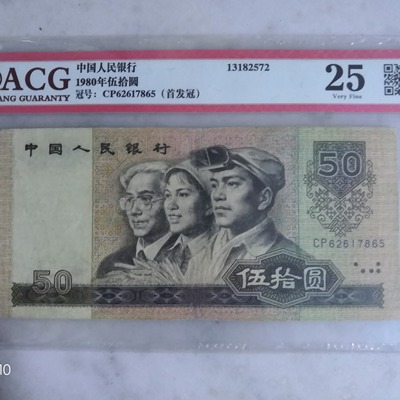 ACG
ANG GUARANTY
中国人民银行
1980年伍拾圆
冠号: CP62617865 (首发冠)
13182572
25
Very Fine
中国人民银行
50
CP62617865
50
伍拾圆
10